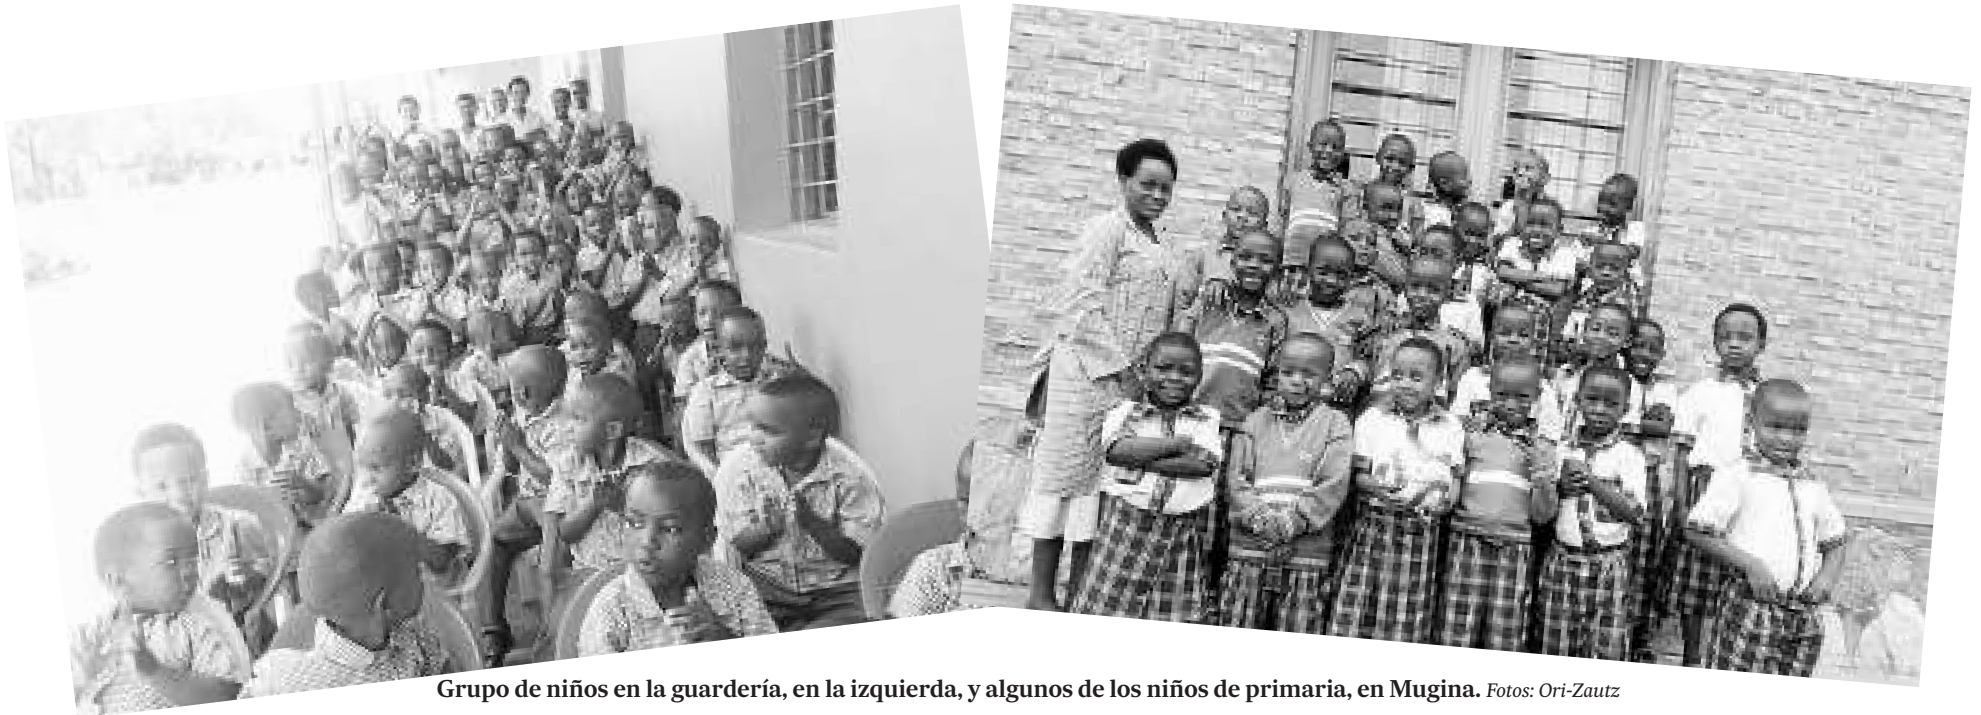 Grupo de niños en la guardería, en la izquierda, y algunos de los niños de primaria, en Mugina. Fotos: Ori-Zautz